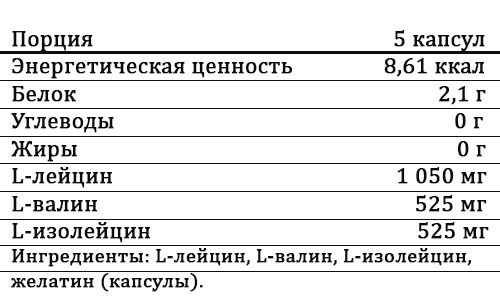 Порция 5 капсул
Энергетическая ценность 8,61 ккал
Белок 2,1 г
Углеводы 0 г
Жиры 0 г
L-лейцин 1 050 мг
L-валин 525 мг
L-изолейцин 525 мг
Ингредиенты: L-лейцин, L-валин, L-изолейцин,
желатин (капсулы).